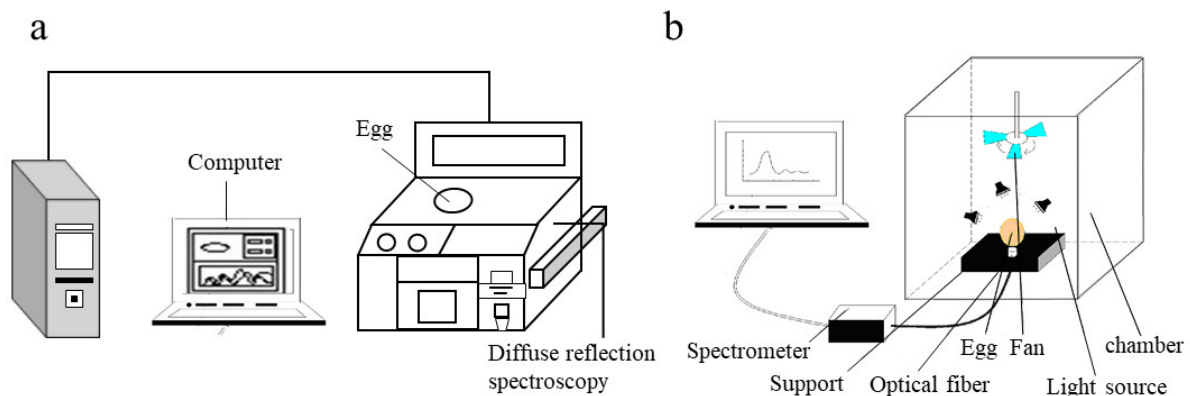 a
b
Egg
Computer
Diffuse reflection
spectroscopy
Spectrometer
Support
Optical fiber
Egg
Fan
Light source
chamber